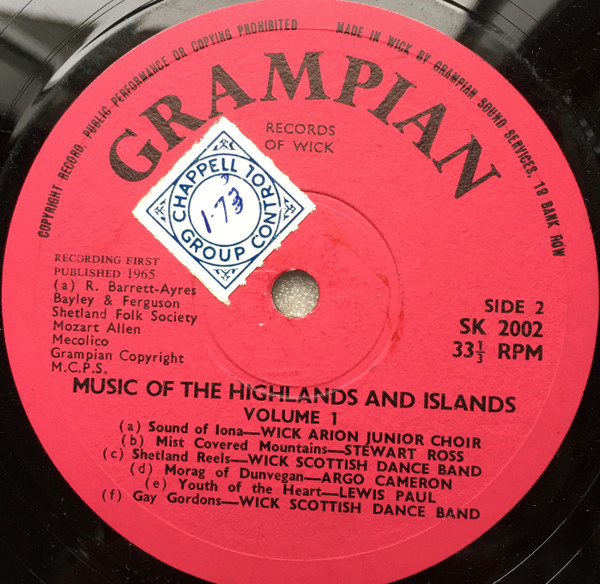 COPYRIGHT RECORD. PUBLIC PERFORMANCE OR COPYING PROHIBITED
MADE IN WICK BY GRAMPIAN SOUND SERVICES, 19 BANK ROW
GRAMPIAN
RECORDS
OF WICK
CHAPPELL
GROUP CONTROL
RECORDING FIRST
PUBLISHED 1965
(a) R. Barrett-Ayres
Bayley & Ferguson
Shetland Folk Society
Mozart Allen
Mecolico
Grampian Copyright
M.C.P.S.
SIDE 2
SK 2002
33⅓ RPM
MUSIC OF THE HIGHLANDS AND ISLANDS
VOLUME 1
(a) Sound of Iona—WICK ARION JUNIOR CHOIR
(b) Mist Covered Mountains—STEWART ROSS
(c) Shetland Reels—WICK SCOTTISH DANCE BAND
(d) Morag of Dunvegan—ARGO CAMERON
(e) Youth of the Heart—LEWIS PAUL
(f) Gay Gordons—WICK SCOTTISH DANCE BAND